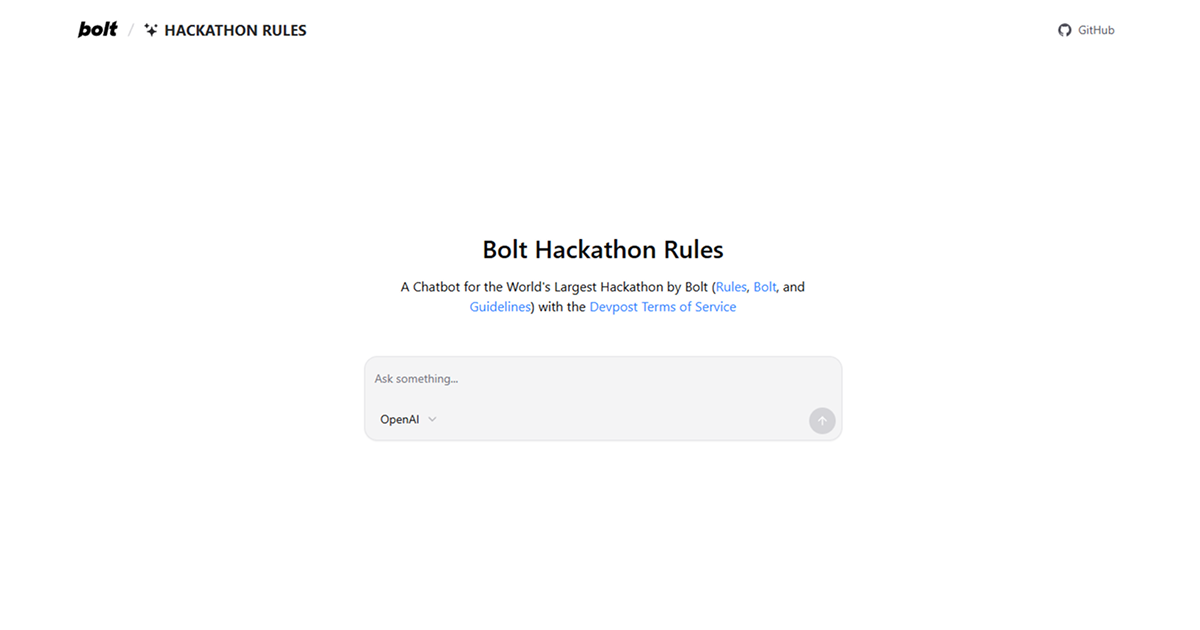 bolt / HACKATHON RULES
GitHub
Bolt Hackathon Rules
A Chatbot for the World's Largest Hackathon by Bolt (Rules, Bolt, and
Guidelines) with the Devpost Terms of Service
Ask something...
OpenAI